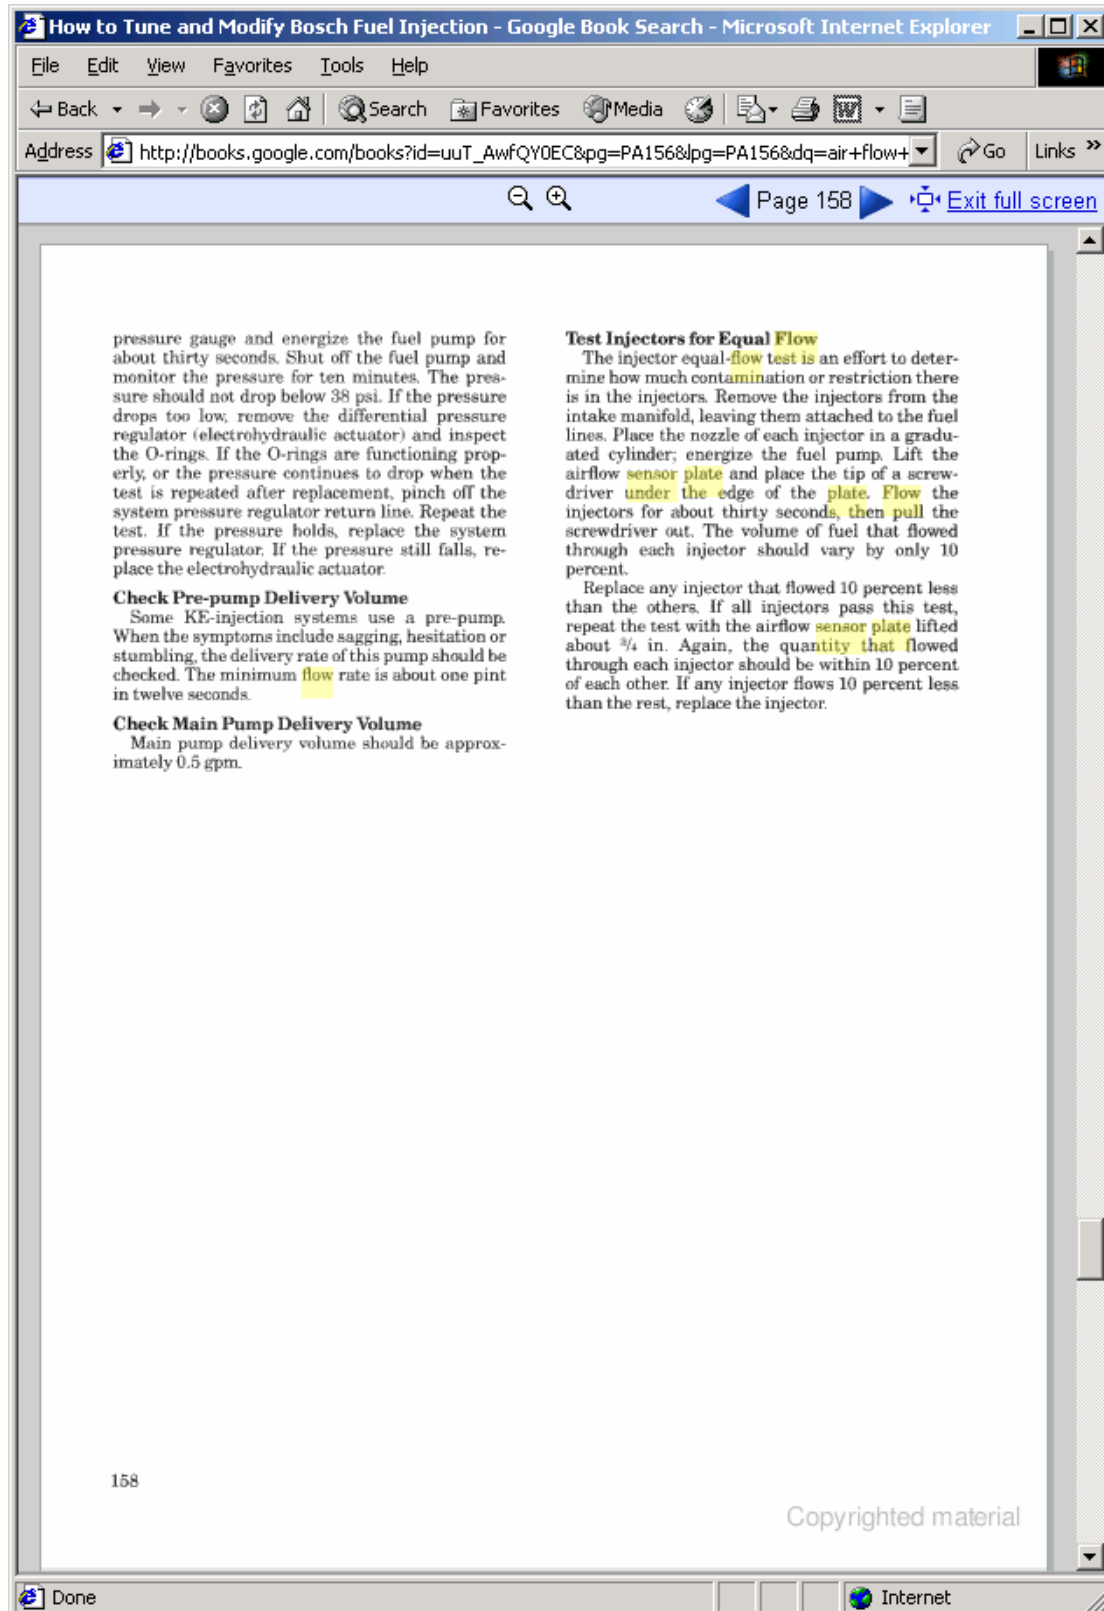 How to Tune and Modify Bosch Fuel Injection - Google Book Search - Microsoft Internet Explorer
File Edit View Favorites Tools Help
Back Search Favorites Media
Address http://books.google.com/books?id=uuT_AwfQY0EC&pg=PA156&lpg=PA156&dq=air+flow+ Go Links »
Page 158 Exit full screen
pressure gauge and energize the fuel pump for
about thirty seconds. Shut off the fuel pump and
monitor the pressure for ten minutes. The pres-
sure should not drop below 38 psi. If the pressure
drops too low, remove the differential pressure
regulator (electrohydraulic actuator) and inspect
the O-rings. If the O-rings are functioning prop-
erly, or the pressure continues to drop when the
test is repeated after replacement, pinch off the
system pressure regulator return line. Repeat the
test. If the pressure holds, replace the system
pressure regulator. If the pressure still falls, re-
place the electrohydraulic actuator.
Check Pre-pump Delivery Volume
Some KE-injection systems use a pre-pump.
When the symptoms include sagging, hesitation or
stumbling, the delivery rate of this pump should be
checked. The minimum flow rate is about one pint
in twelve seconds.
Check Main Pump Delivery Volume
Main pump delivery volume should be approx-
imately 0.5 gpm.
Test Injectors for Equal Flow
The injector equal-flow test is an effort to deter-
mine how much contamination or restriction there
is in the injectors. Remove the injectors from the
intake manifold, leaving them attached to the fuel
lines. Place the nozzle of each injector in a gradu-
ated cylinder; energize the fuel pump. Lift the
airflow sensor plate and place the tip of a screw-
driver under the edge of the plate. Flow the
injectors for about thirty seconds, then pull the
screwdriver out. The volume of fuel that flowed
through each injector should vary by only 10
percent.
Replace any injector that flowed 10 percent less
than the others. If all injectors pass this test,
repeat the test with the airflow sensor plate lifted
about 3/4 in. Again, the quantity that flowed
through each injector should be within 10 percent
of each other. If any injector flows 10 percent less
than the rest, replace the injector.
158
Copyrighted material
Done Internet